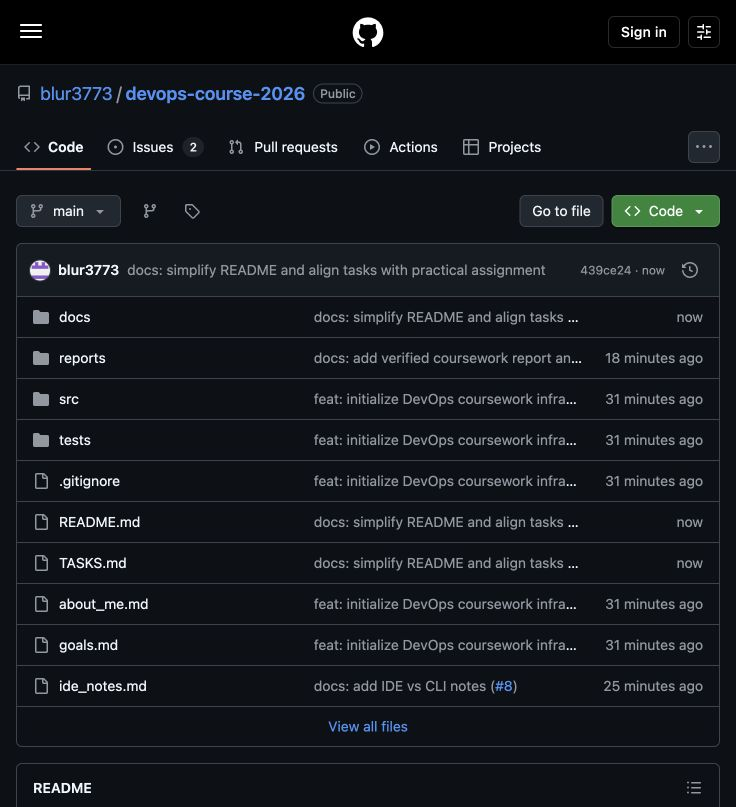 Sign in
blur3773 / devops-course-2026 Public
Code Issues 2 Pull requests Actions Projects
main Go to file Code
blur3773 docs: simplify README and align tasks with practical assignment 439ce24 · now
docs docs: simplify README and align tasks ... now
reports docs: add verified coursework report an... 18 minutes ago
src feat: initialize DevOps coursework infra... 31 minutes ago
tests feat: initialize DevOps coursework infra... 31 minutes ago
.gitignore feat: initialize DevOps coursework infra... 31 minutes ago
README.md docs: simplify README and align tasks ... now
TASKS.md docs: simplify README and align tasks ... now
about_me.md feat: initialize DevOps coursework infra... 31 minutes ago
goals.md feat: initialize DevOps coursework infra... 31 minutes ago
ide_notes.md docs: add IDE vs CLI notes (#8) 25 minutes ago
View all files
README